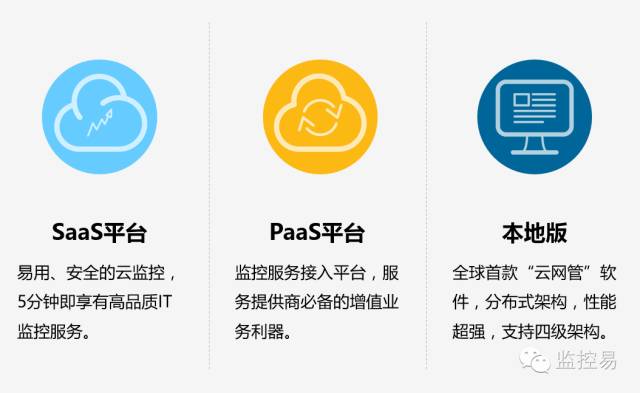 SaaS平台
易用、安全的云监控，
5分钟即享有高品质IT
监控服务。
PaaS平台
监控服务接入平台，服
务提供商必备的增值业
务利器。
本地版
全球首款“云网管”软
件，分布式架构，性能
超强，支持四级架构。
监控易